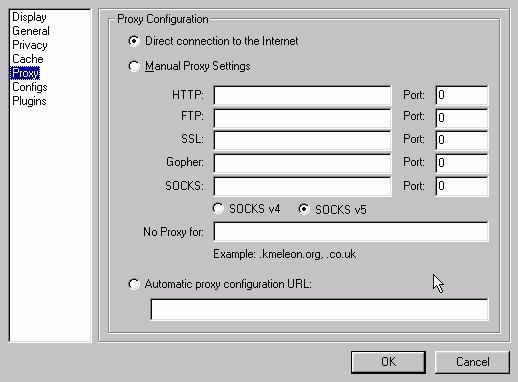 Display
General
Privacy
Cache
Proxy
Configs
Plugins
Proxy Configuration
Direct connection to the Internet
Manual Proxy Settings
HTTP: Port: 0
FTP: Port: 0
SSL: Port: 0
Gopher: Port: 0
SOCKS: Port: 0
SOCKS v4 SOCKS v5
No Proxy for:
Example: .kmeleon.org, .co.uk
Automatic proxy configuration URL:
OK Cancel